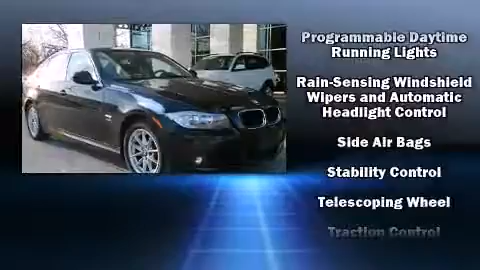 Programmable Daytime
Running Lights
Rain-Sensing Windshield
Wipers and Automatic
Headlight Control
Side Air Bags
Stability Control
Telescoping Wheel
Traction Control